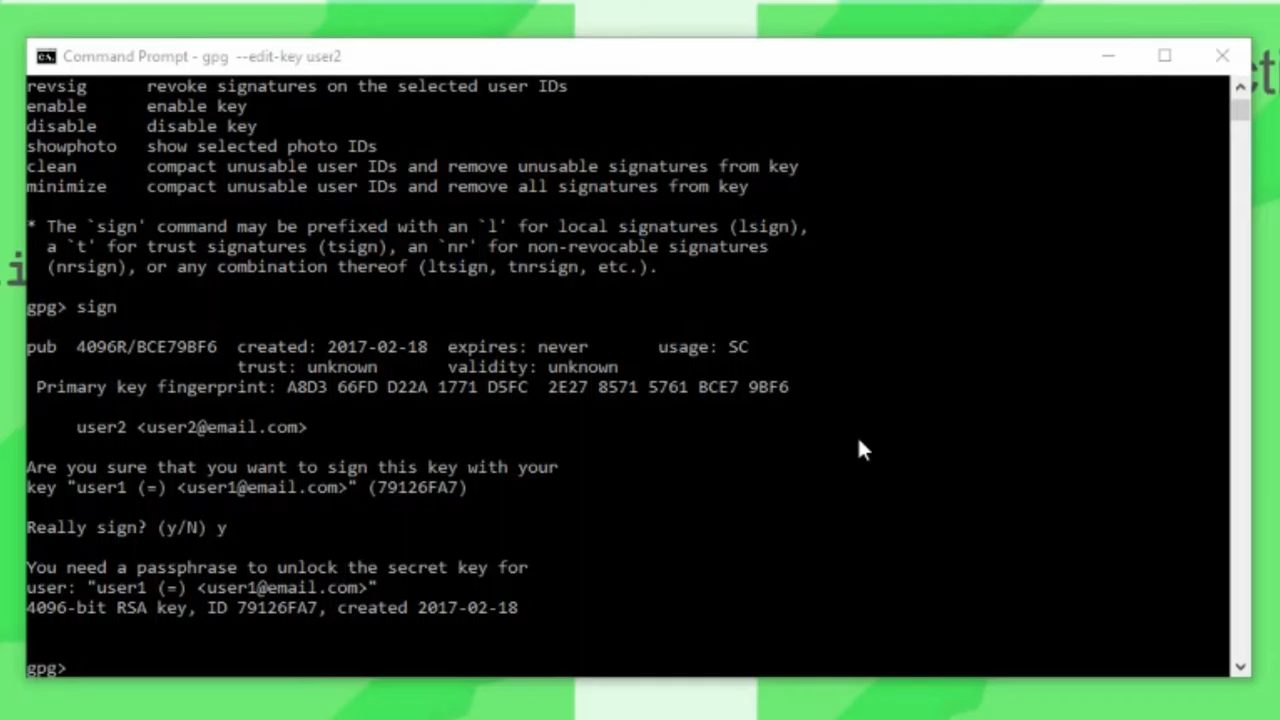 Command Prompt - gpg  --edit-key user2
revsig      revoke signatures on the selected user IDs
enable      enable key
disable     disable key
showphoto   show selected photo IDs
clean       compact unusable user IDs and remove unusable signatures from key
minimize    compact unusable user IDs and remove all signatures from key
* The `sign' command may be prefixed with an `l' for local signatures (lsign),
  a `t' for trust signatures (tsign), an `nr' for non-revocable signatures
  (nrsign), or any combination thereof (ltsign, tnrsign, etc.).
gpg> sign
pub  4096R/BCE79BF6  created: 2017-02-18  expires: never       usage: SC
                     trust: unknown       validity: unknown
 Primary key fingerprint: A8D3 66FD D22A 1771 D5FC  2E27 8571 5761 BCE7 9BF6
     user2 <user2@email.com>
Are you sure that you want to sign this key with your
key "user1 (=) <user1@email.com>" (79126FA7)
Really sign? (y/N) y
You need a passphrase to unlock the secret key for
user: "user1 (=) <user1@email.com>"
4096-bit RSA key, ID 79126FA7, created 2017-02-18
gpg>